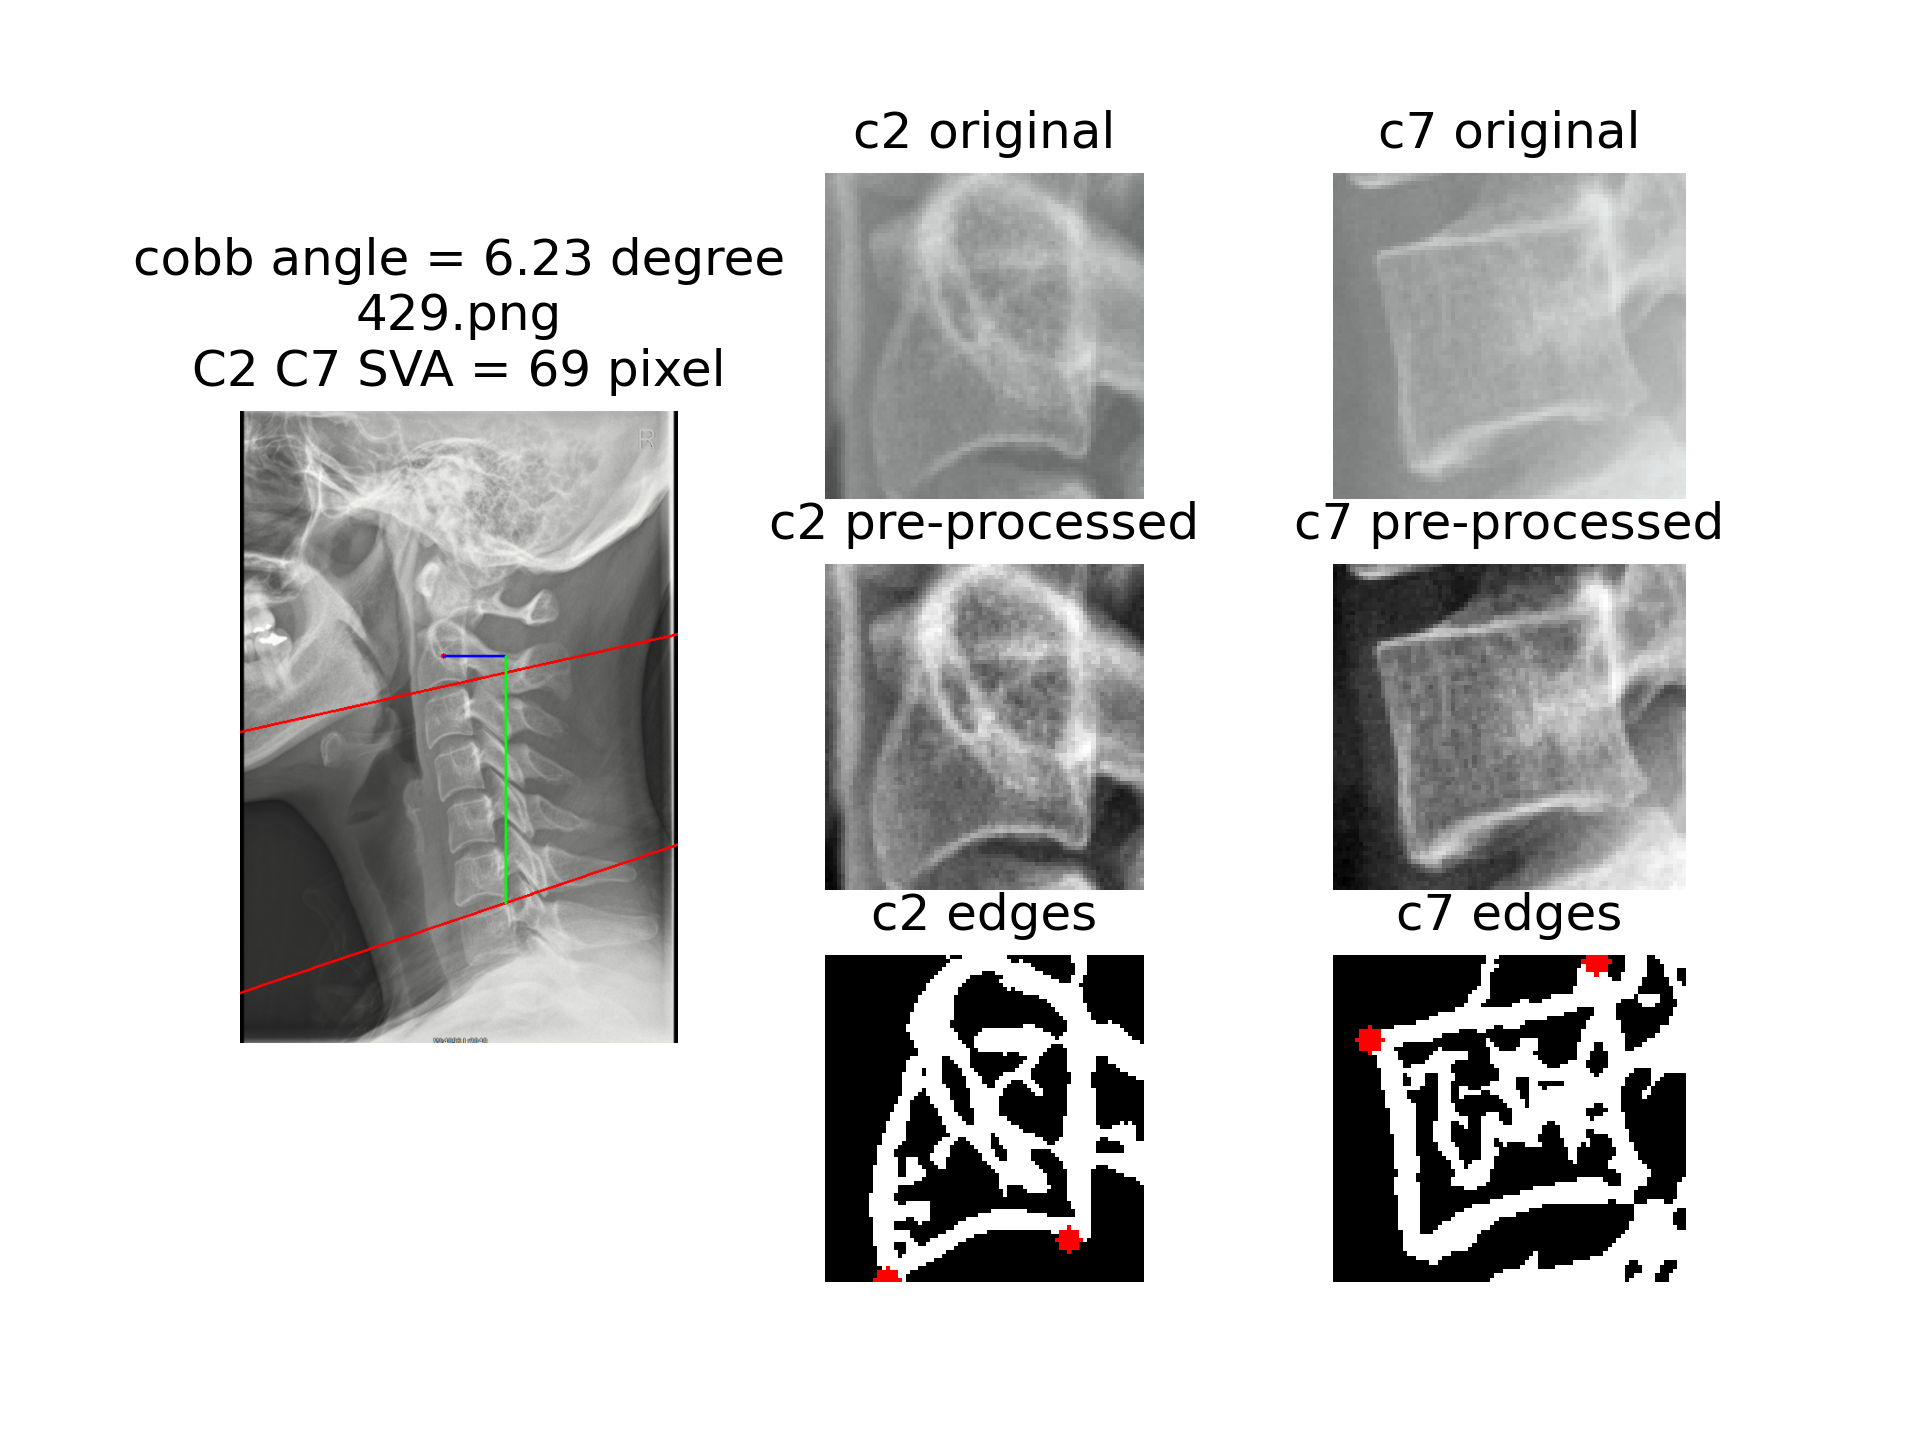 cobb angle = 6.23 degree
429.png
C2 C7 SVA = 69 pixel
R
c2 original
c7 original
c2 pre-processed
c7 pre-processed
c2 edges
c7 edges